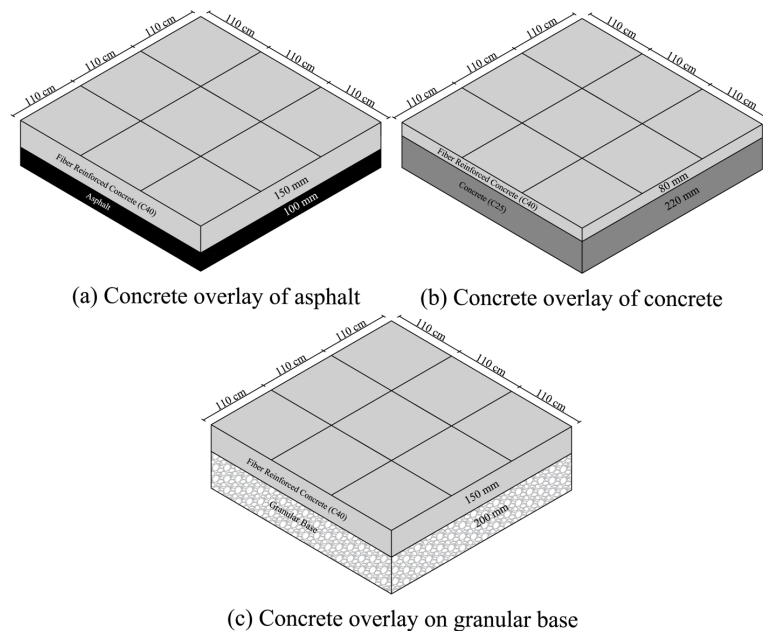 110 cm
110 cm
110 cm
110 cm
110 cm
110 cm
Fiber Reinforced Concrete (C40)
150 mm
Asphalt
100 mm
(a) Concrete overlay of asphalt
110 cm
110 cm
110 cm
110 cm
110 cm
110 cm
Fiber Reinforced Concrete (C40)
80 mm
Concrete (C25)
220 mm
(b) Concrete overlay of concrete
110 cm
110 cm
110 cm
110 cm
110 cm
110 cm
Fiber Reinforced Concrete (C40)
150 mm
Granular Base
200 mm
(c) Concrete overlay on granular base